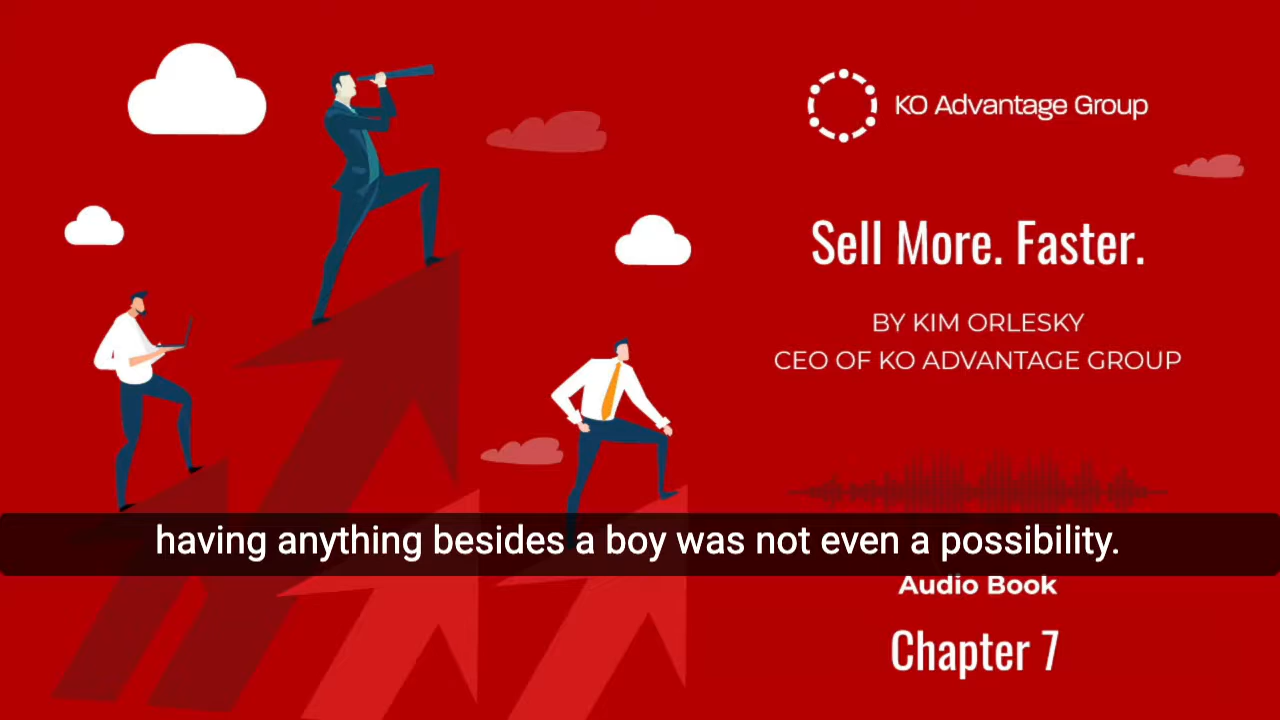 KO Advantage Group
Sell More. Faster.
BY KIM ORLESKY
CEO OF KO ADVANTAGE GROUP
having anything besides a boy was not even a possibility.
Audio Book
Chapter 7